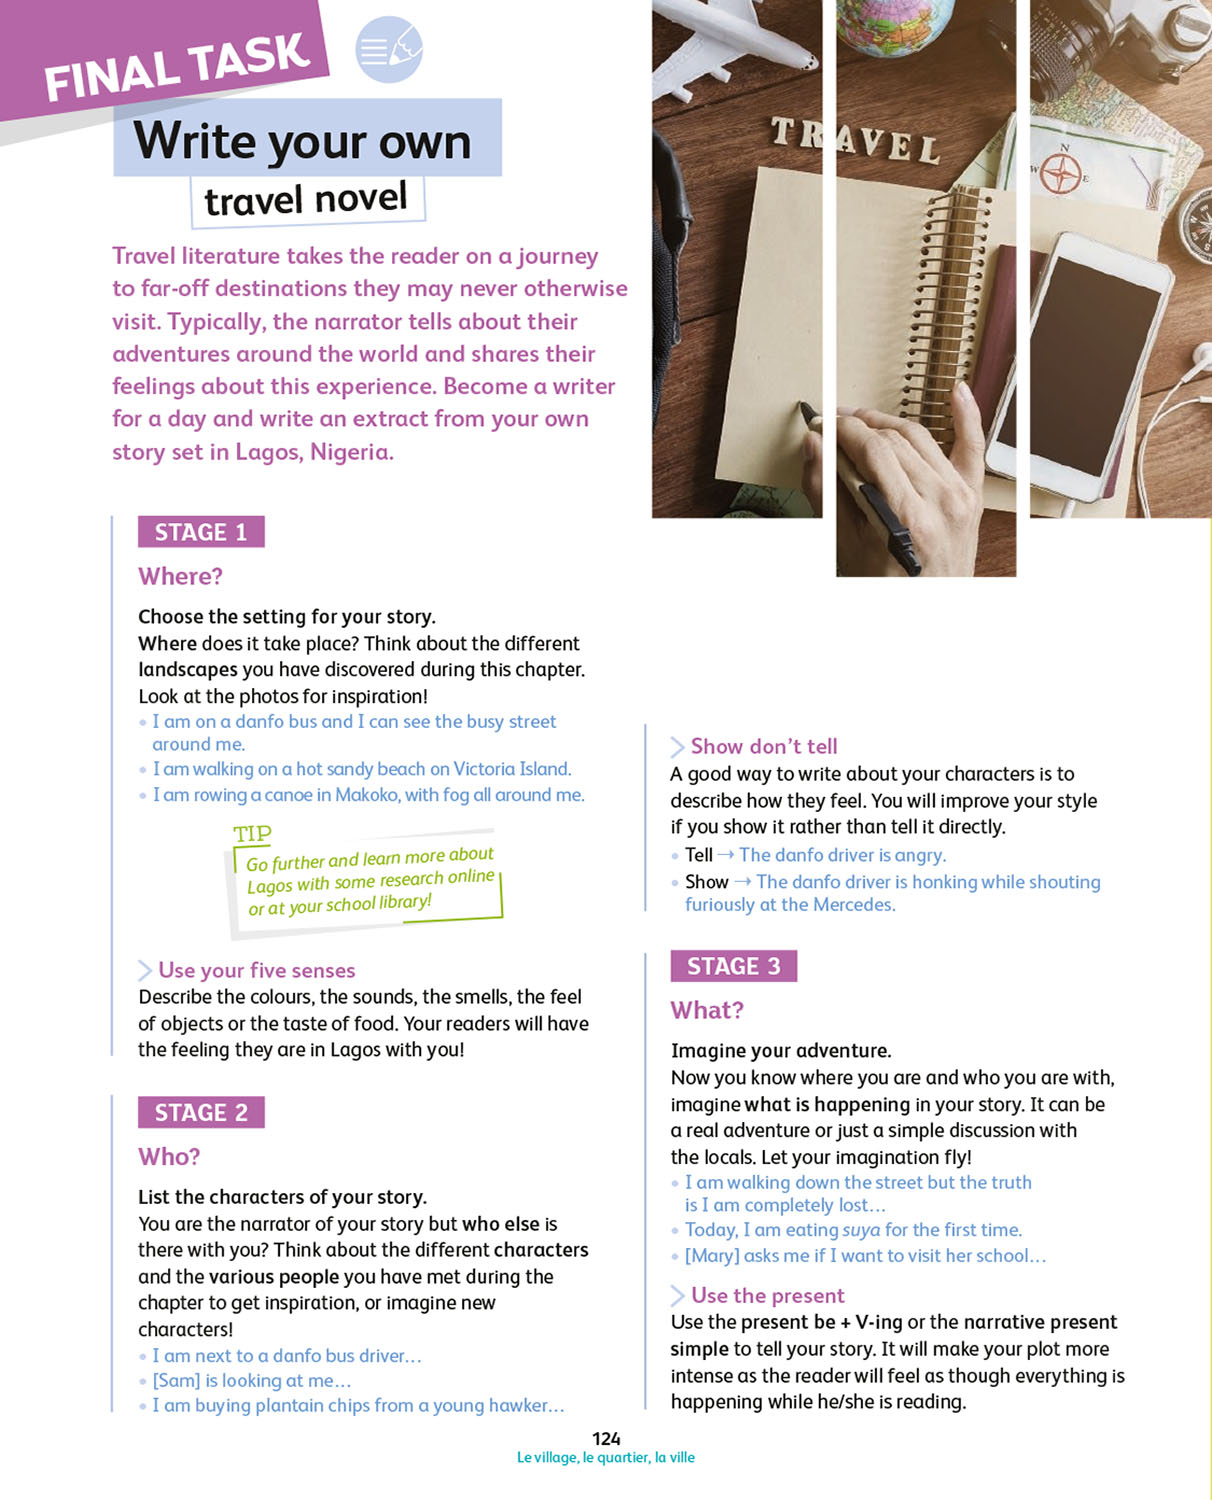 FINAL TASK
Write your own
travel novel
Travel literature takes the reader on a journey
to far-off destinations they may never otherwise
visit. Typically, the narrator tells about their
adventures around the world and shares their
feelings about this experience. Become a writer
for a day and write an extract from your own
story set in Lagos, Nigeria.
TRAVEL
N
W
E
STAGE 1
Where?
Choose the setting for your story.
Where does it take place? Think about the different
landscapes you have discovered during this chapter.
Look at the photos for inspiration!
• I am on a danfo bus and I can see the busy street
around me.
• I am walking on a hot sandy beach on Victoria Island.
• I am rowing a canoe in Makoko, with fog all around me.
TIP
Go further and learn more about
Lagos with some research online
or at your school library!
Use your five senses
Describe the colours, the sounds, the smells, the feel
of objects or the taste of food. Your readers will have
the feeling they are in Lagos with you!
STAGE 2
Who?
List the characters of your story.
You are the narrator of your story but who else is
there with you? Think about the different characters
and the various people you have met during the
chapter to get inspiration, or imagine new
characters!
• I am next to a danfo bus driver...
• [Sam] is looking at me...
• I am buying plantain chips from a young hawker...
Show don't tell
A good way to write about your characters is to
describe how they feel. You will improve your style
if you show it rather than tell it directly.
• Tell → The danfo driver is angry.
• Show → The danfo driver is honking while shouting
furiously at the Mercedes.
STAGE 3
What?
Imagine your adventure.
Now you know where you are and who you are with,
imagine what is happening in your story. It can be
a real adventure or just a simple discussion with
the locals. Let your imagination fly!
• I am walking down the street but the truth
is I am completely lost...
• Today, I am eating suya for the first time.
• [Mary] asks me if I want to visit her school...
Use the present
Use the present be + V-ing or the narrative present
simple to tell your story. It will make your plot more
intense as the reader will feel as though everything is
happening while he/she is reading.
124
Le village, le quartier, la ville